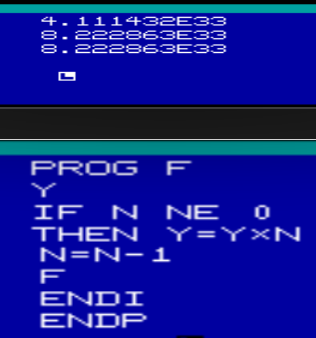 4.111432E33
8.222863E33
8.222863E33
PROG F
Y
IF N NE 0
THEN Y=Y×N
N=N-1
F
ENDI
ENDP